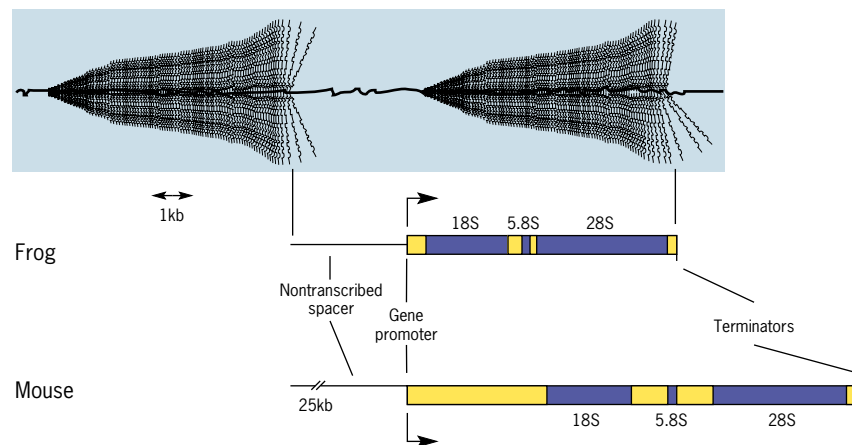 1kb
18S 5.8S 28S
Frog
Nontranscribed
spacer
Gene
promoter
Terminators
Mouse
25kb
18S 5.8S 28S